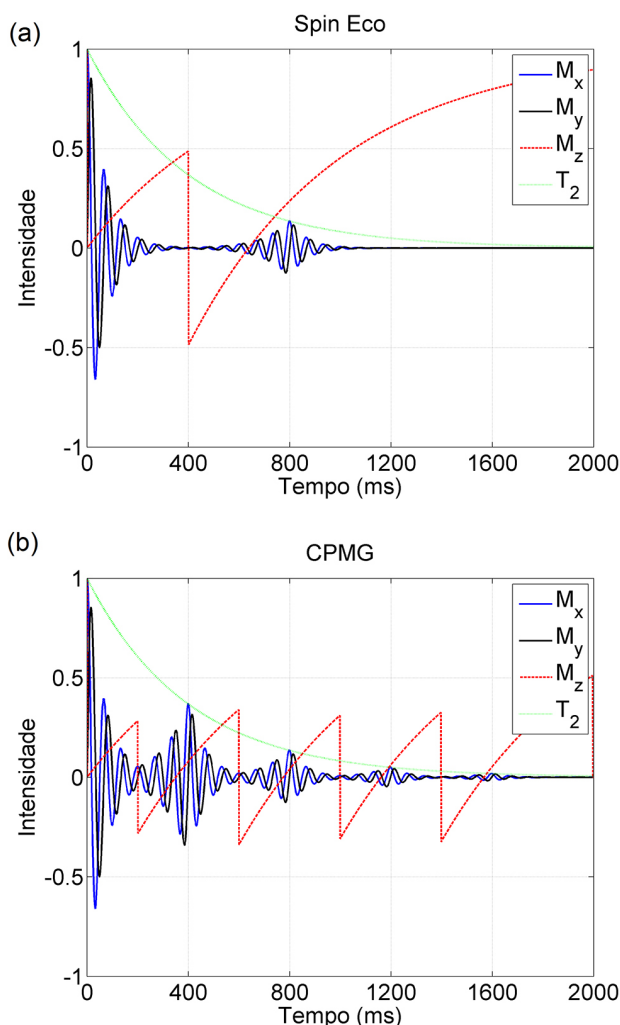 (a)
Spin Eco
Intensidade
1
0.5
0
-0.5
-1
M_x
M_y
M_z
T_2
0 400 800 1200 1600 2000
Tempo (ms)
(b)
CPMG
Intensidade
1
0.5
0
-0.5
-1
M_x
M_y
M_z
T_2
0 400 800 1200 1600 2000
Tempo (ms)